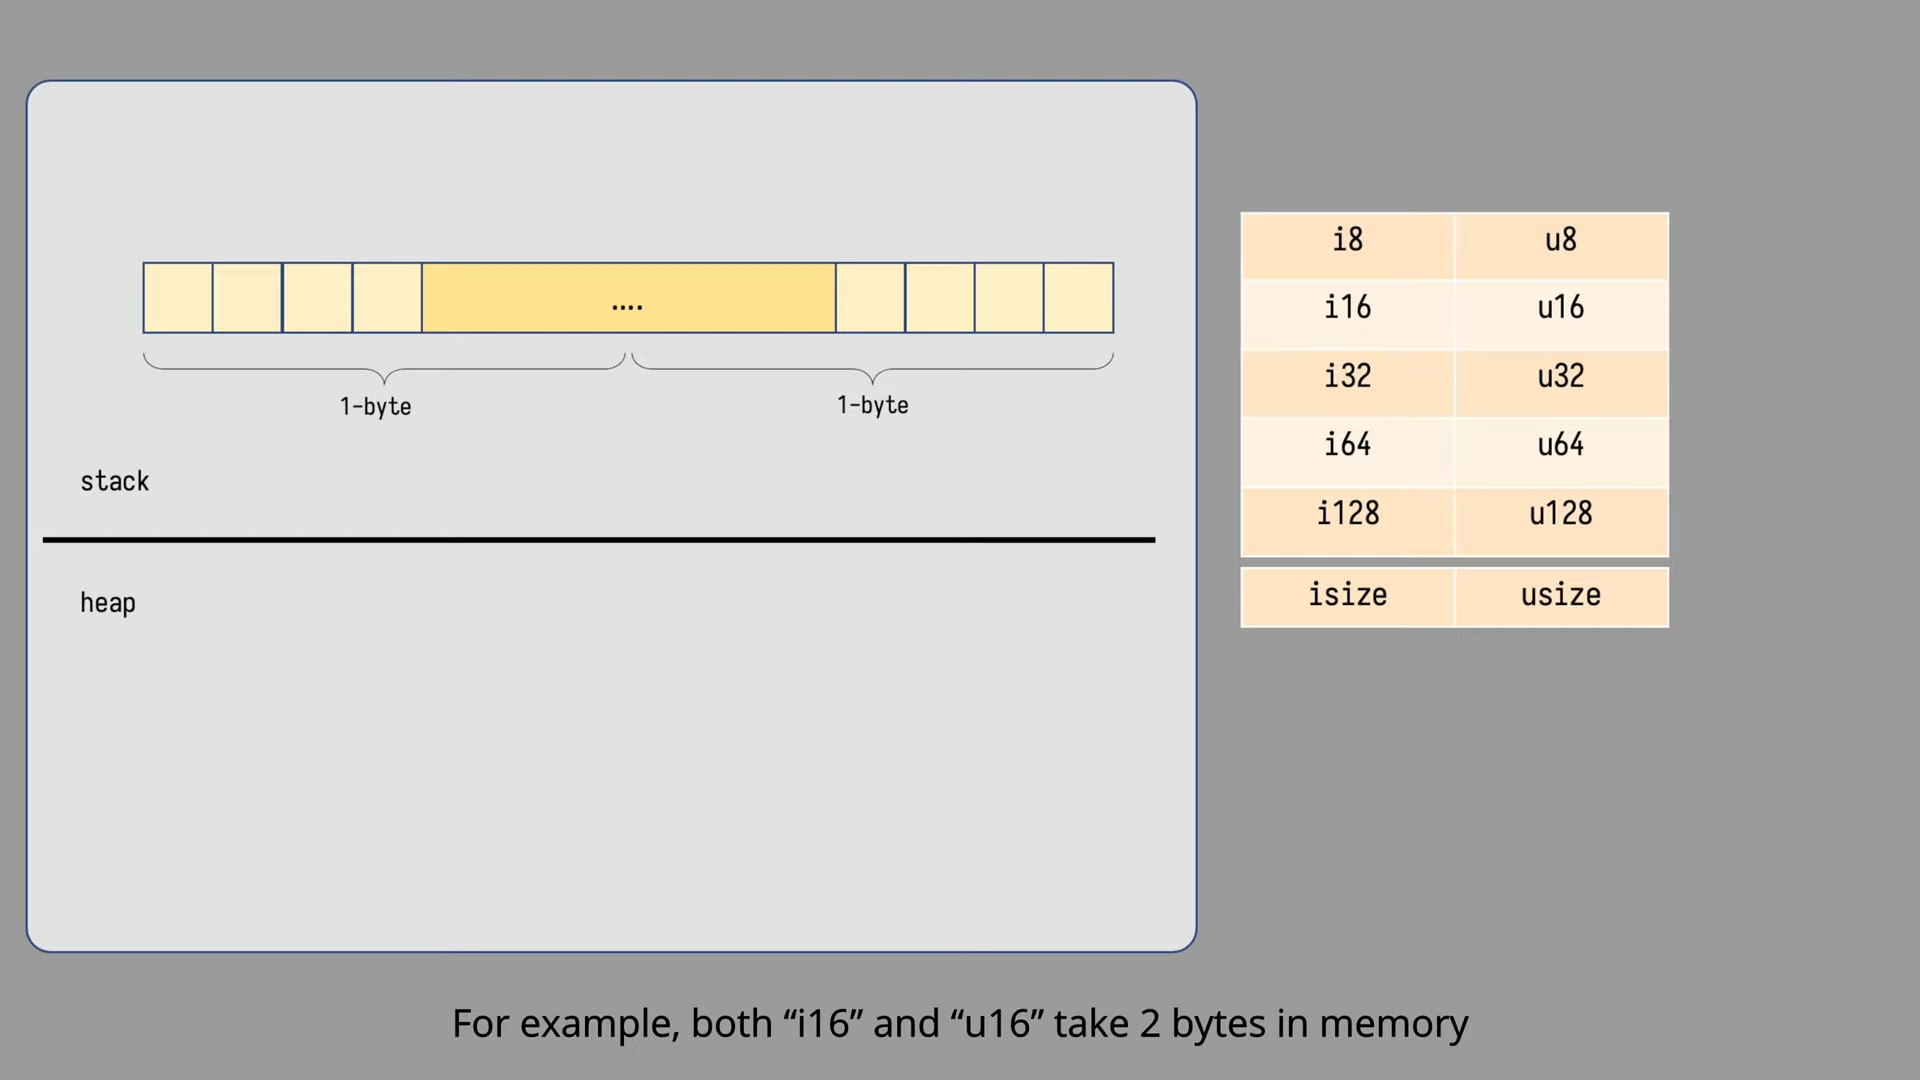 ....
1-byte
1-byte
stack
heap
i8 u8
i16 u16
i32 u32
i64 u64
i128 u128
isize usize
For example, both “i16” and “u16” take 2 bytes in memory